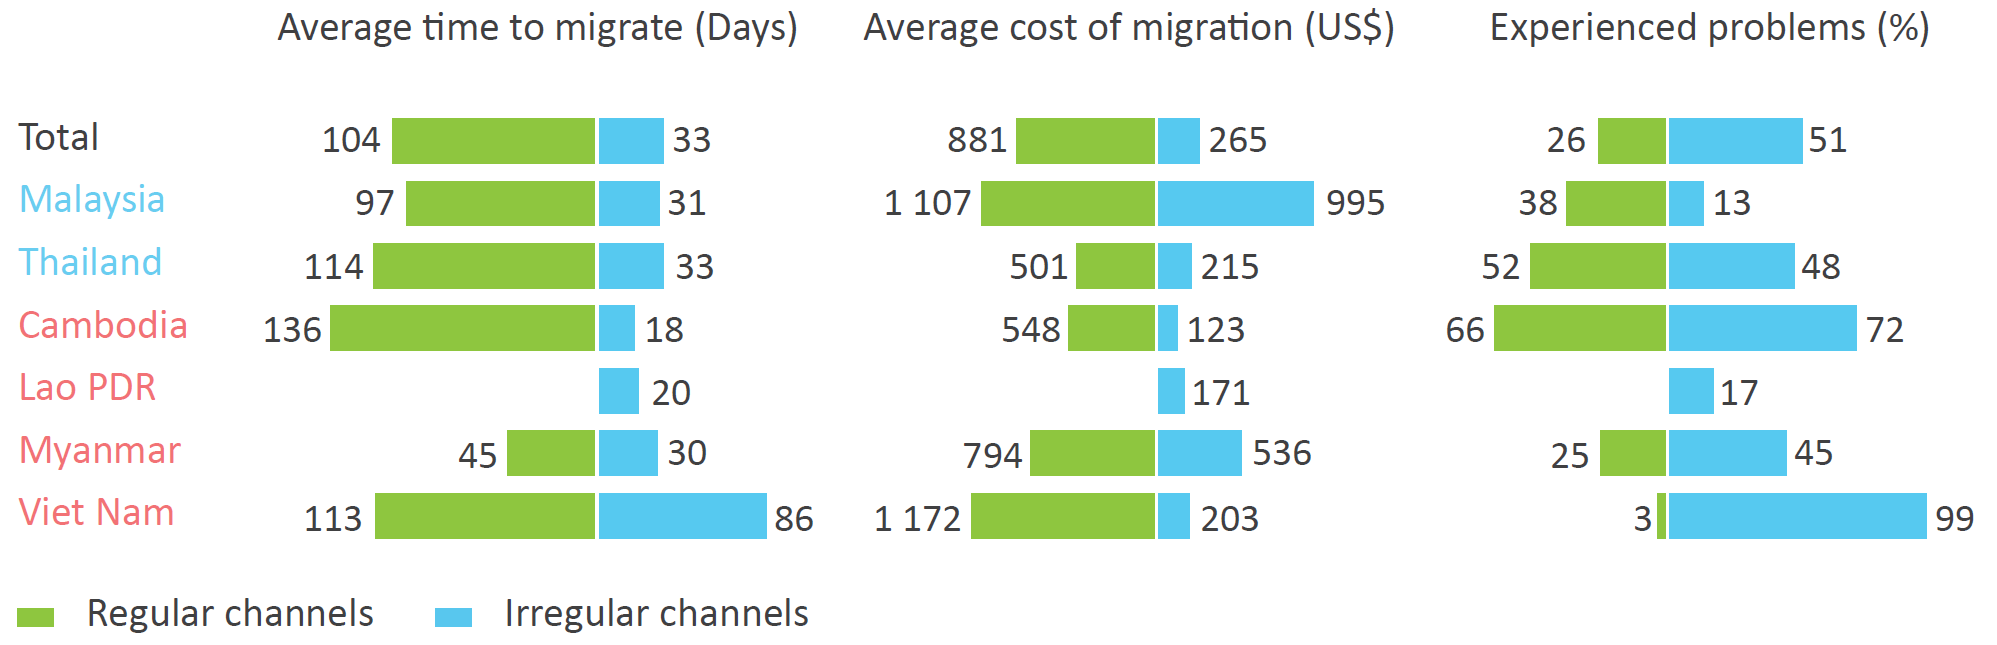 Average time to migrate (Days) Average cost of migration (US$) Experienced problems (%)
Total 104 33 881 265 26 51
Malaysia 97 31 1 107 995 38 13
Thailand 114 33 501 215 52 48
Cambodia 136 18 548 123 66 72
Lao PDR 20 171 17
Myanmar 45 30 794 536 25 45
Viet Nam 113 86 1 172 203 3 99
Regular channels Irregular channels